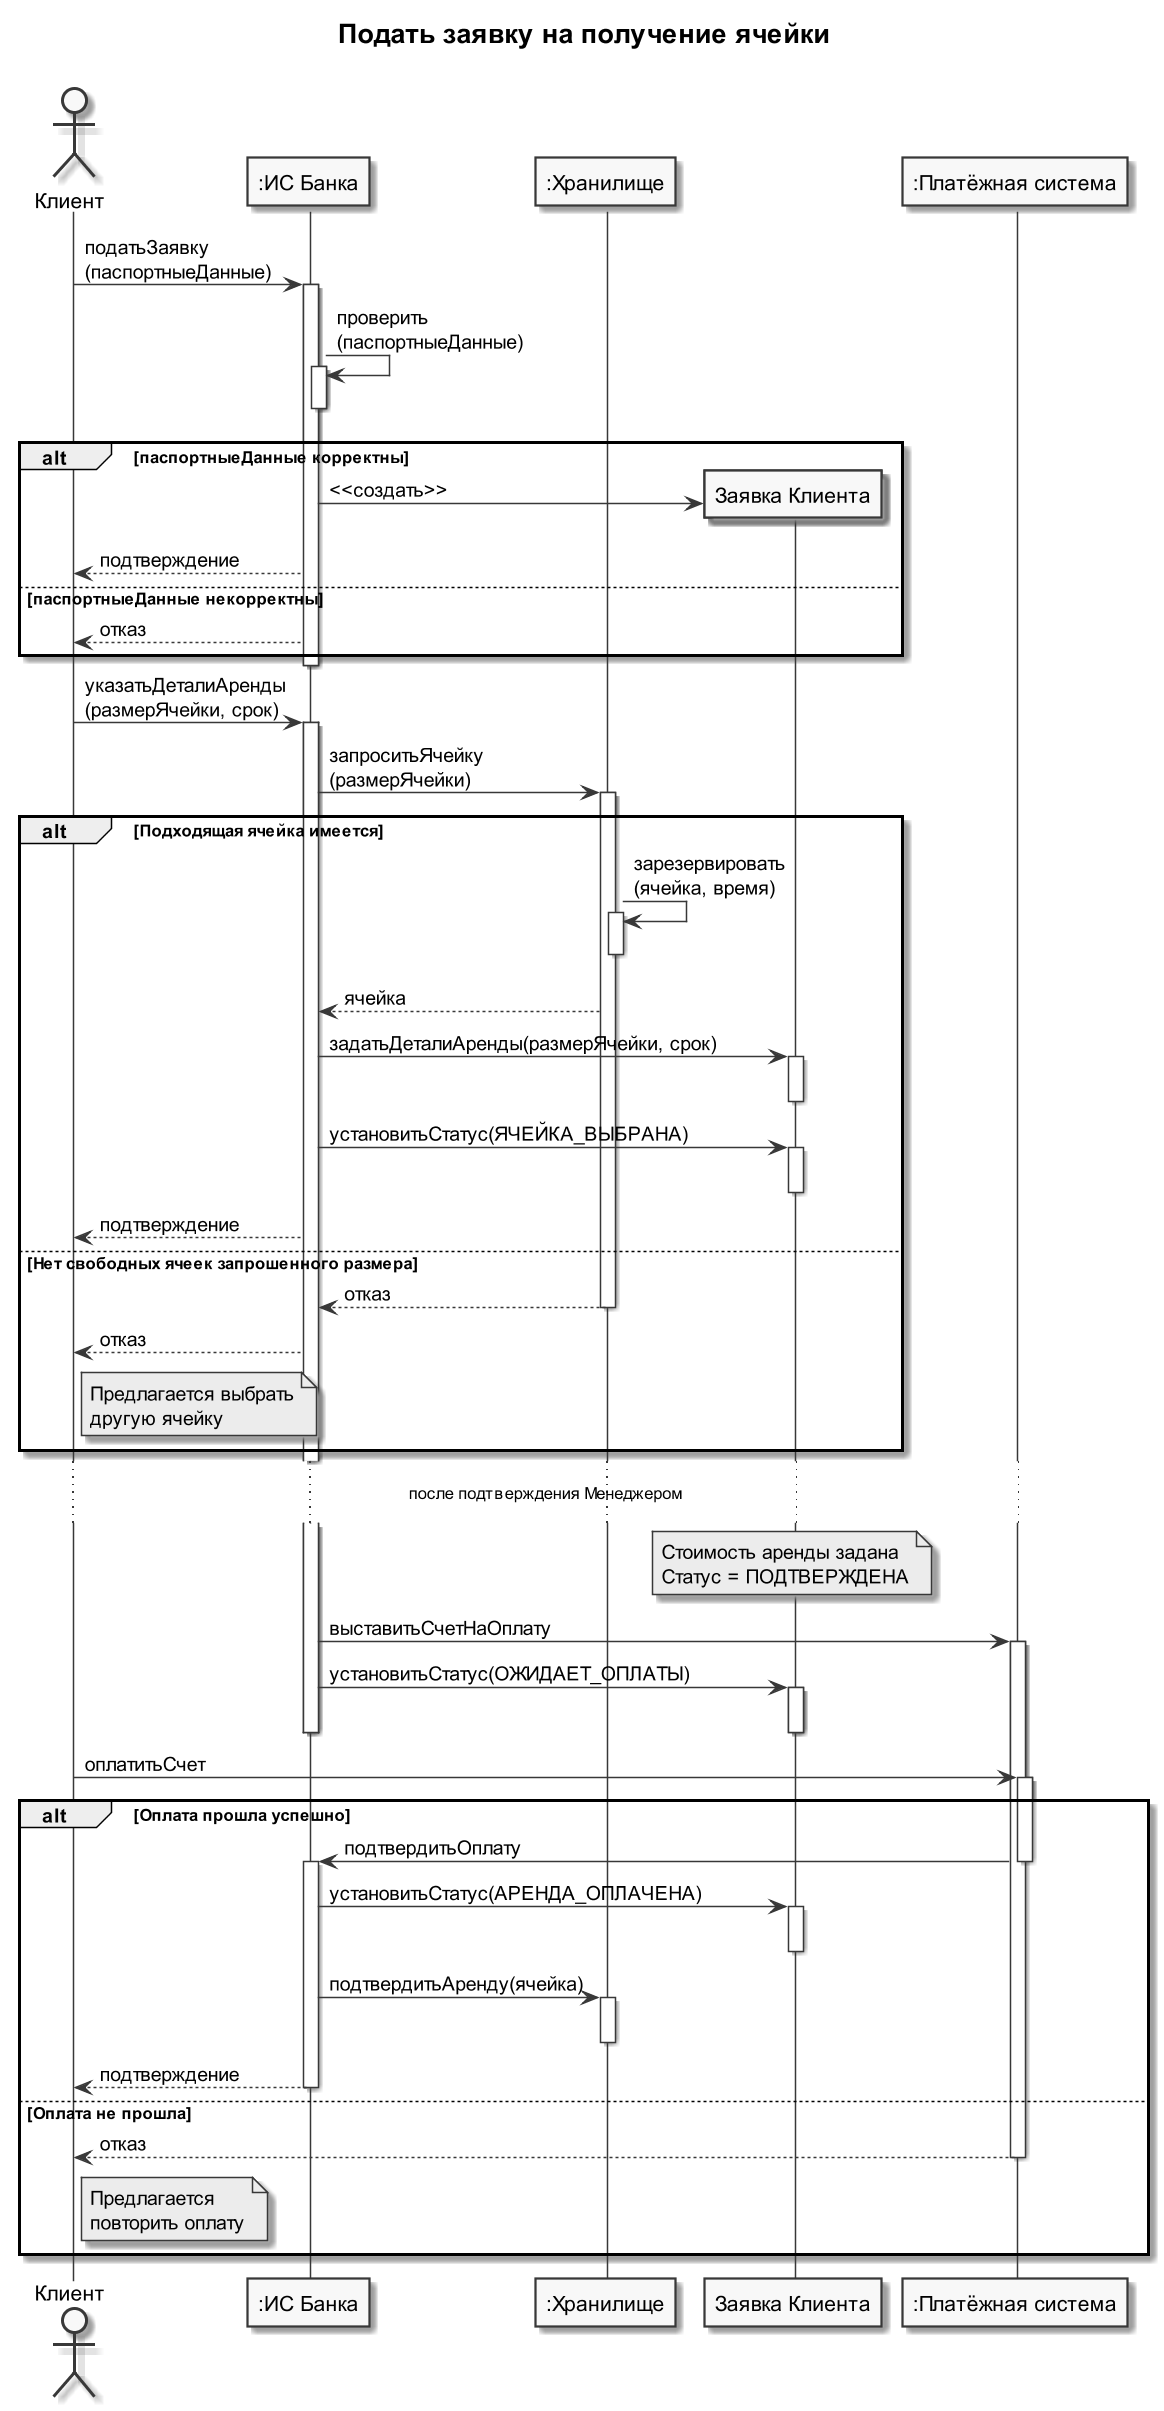 Подать заявку на получение ячейки
Клиент
:ИС Банка
:Хранилище
:Платёжная система
податьЗаявку
(паспортныеДанные)
проверить
(паспортныеДанные)
alt
[паспортныеДанные корректны]
<<создать>>
Заявка Клиента
подтверждение
[паспортныеДанные некорректны]
отказ
указатьДеталиАренды
(размерЯчейки, срок)
запроситьЯчейку
(размерЯчейки)
alt
[Подходящая ячейка имеется]
зарезервировать
(ячейка, время)
ячейка
задатьДеталиАренды(размерЯчейки, срок)
установитьСтатус(ЯЧЕЙКА_ВЫБРАНА)
подтверждение
[Нет свободных ячеек запрошенного размера]
отказ
отказ
Предлагается выбрать
другую ячейку
после подтверждения Менеджером
Стоимость аренды задана
Статус = ПОДТВЕРЖДЕНА
выставитьСчетНаОплату
установитьСтатус(ОЖИДАЕТ_ОПЛАТЫ)
оплатитьСчет
alt
[Оплата прошла успешно]
подтвердитьОплату
установитьСтатус(АРЕНДА_ОПЛАЧЕНА)
подтвердитьАренду(ячейка)
подтверждение
[Оплата не прошла]
отказ
Предлагается
повторить оплату
Клиент
:ИС Банка
:Хранилище
Заявка Клиента
:Платёжная система